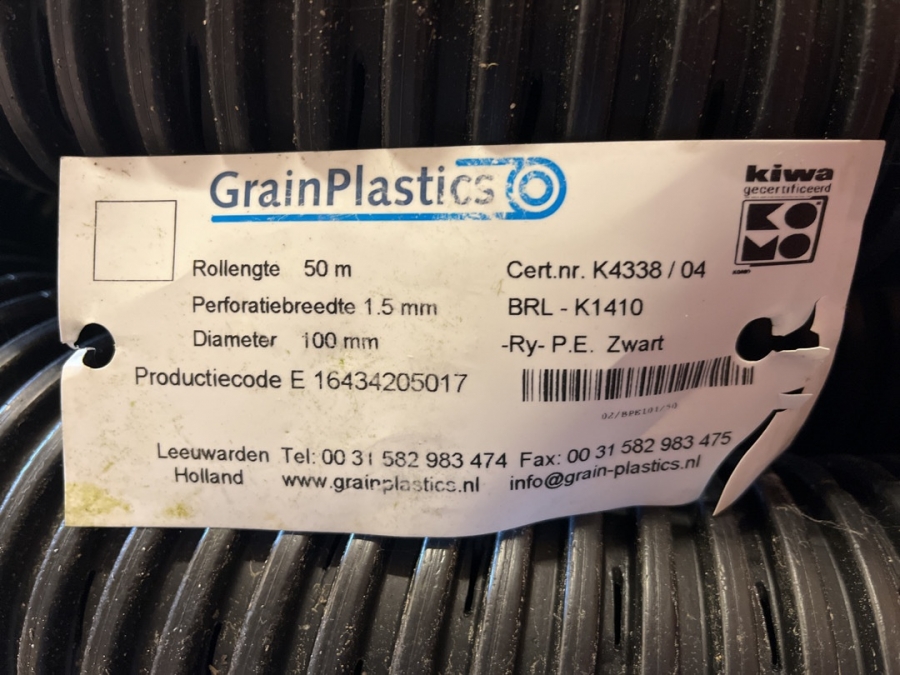 GrainPlastics
kiwa
gecertificeerd
KOMO
Rollengte 50 m
Cert.nr. K4338 / 04
Perforatiebreedte 1.5 mm
BRL - K1410
Diameter 100 mm
-Ry- P.E. Zwart
Productiecode E 16434205017
Leeuwarden Tel: 00 31 582 983 474 Fax: 00 31 582 983 475
Holland www.grainplastics.nl info@grain-plastics.nl